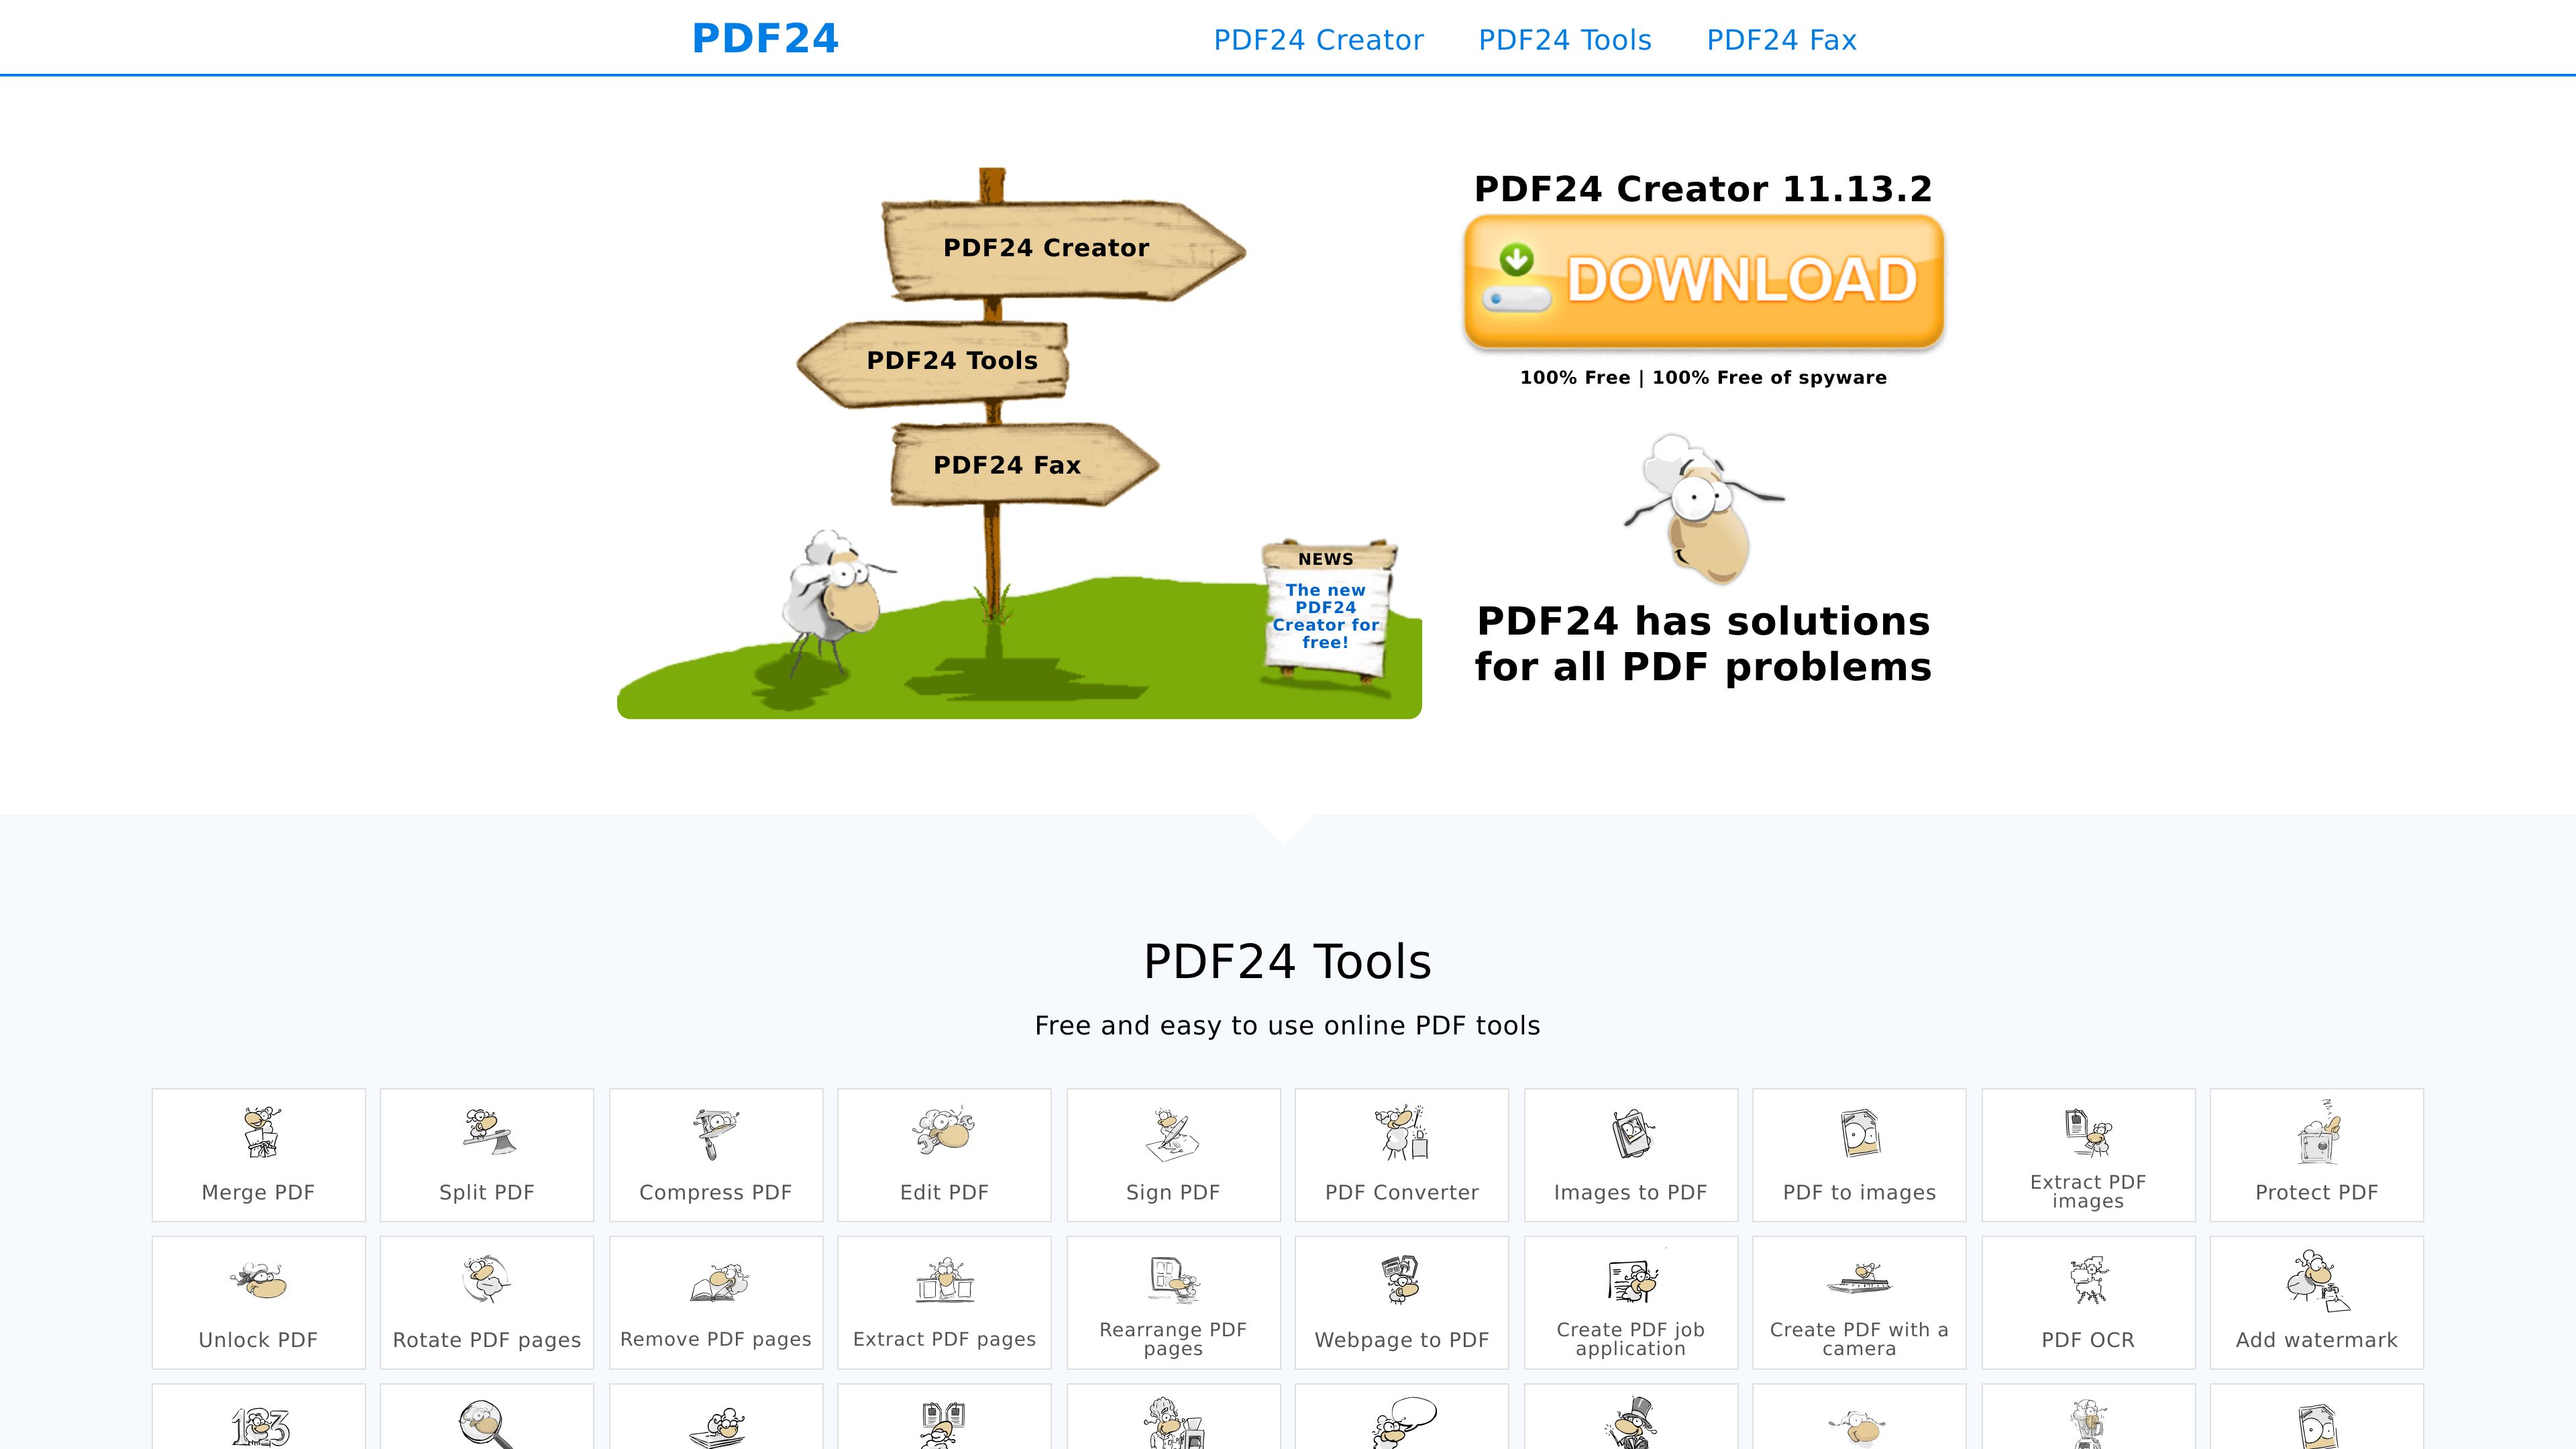 PDF24
PDF24 Creator
PDF24 Tools
PDF24 Fax
PDF24 Creator
PDF24 Tools
PDF24 Fax
NEWS
The new
PDF24
Creator for
free!
PDF24 Creator 11.13.2
DOWNLOAD
100% Free | 100% Free of spyware
PDF24 has solutions
for all PDF problems
PDF24 Tools
Free and easy to use online PDF tools
Merge PDF
Split PDF
Compress PDF
Edit PDF
Sign PDF
PDF Converter
Images to PDF
PDF to images
Extract PDF
images
Protect PDF
Unlock PDF
Rotate PDF pages
Remove PDF pages
Extract PDF pages
Rearrange PDF
pages
Webpage to PDF
Create PDF job
application
Create PDF with a
camera
PDF OCR
Add watermark
123